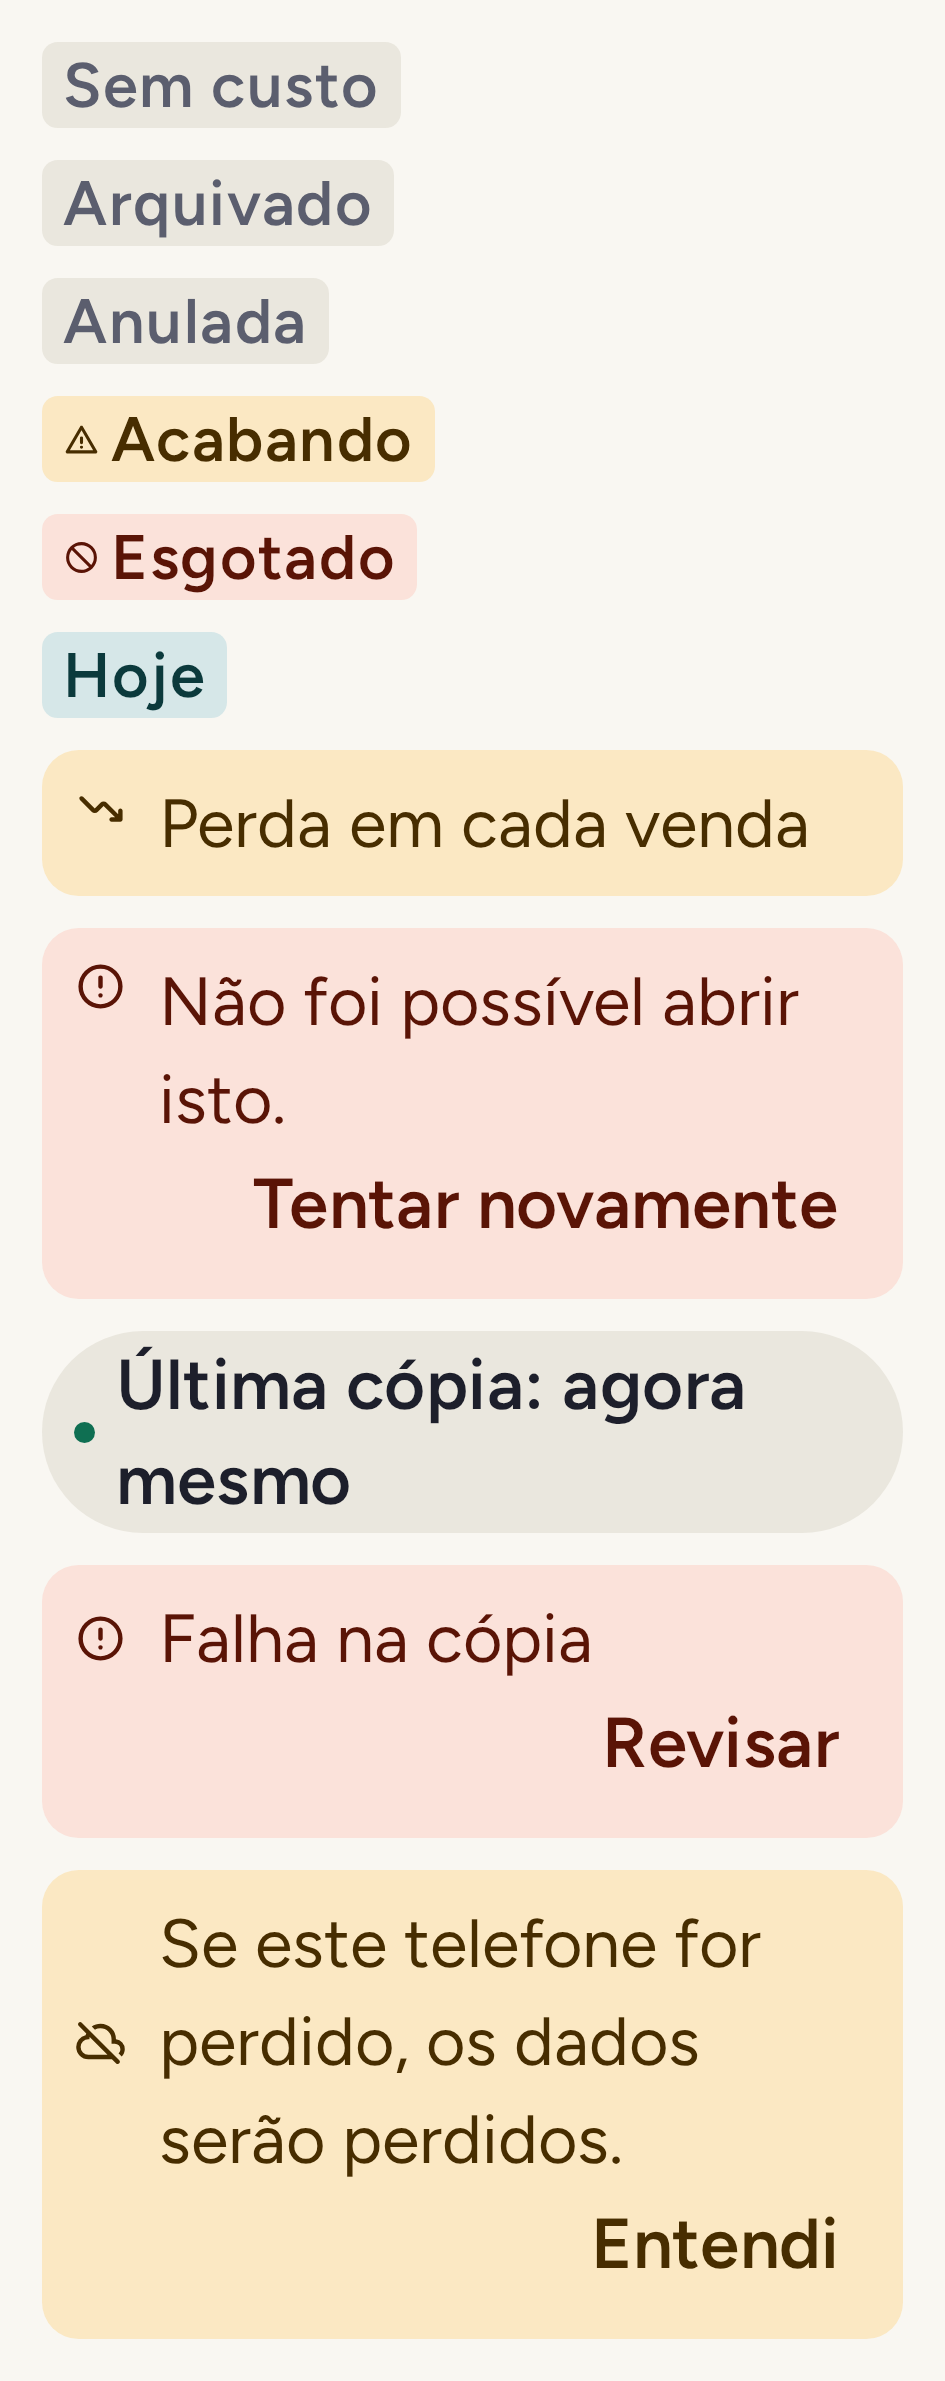 Sem custo
Arquivado
Anulada
Acabando
Esgotado
Hoje
Perda em cada venda
Não foi possível abrir
isto.
Tentar novamente
Última cópia: agora
mesmo
Falha na cópia
Revisar
Se este telefone for
perdido, os dados
serão perdidos.
Entendi